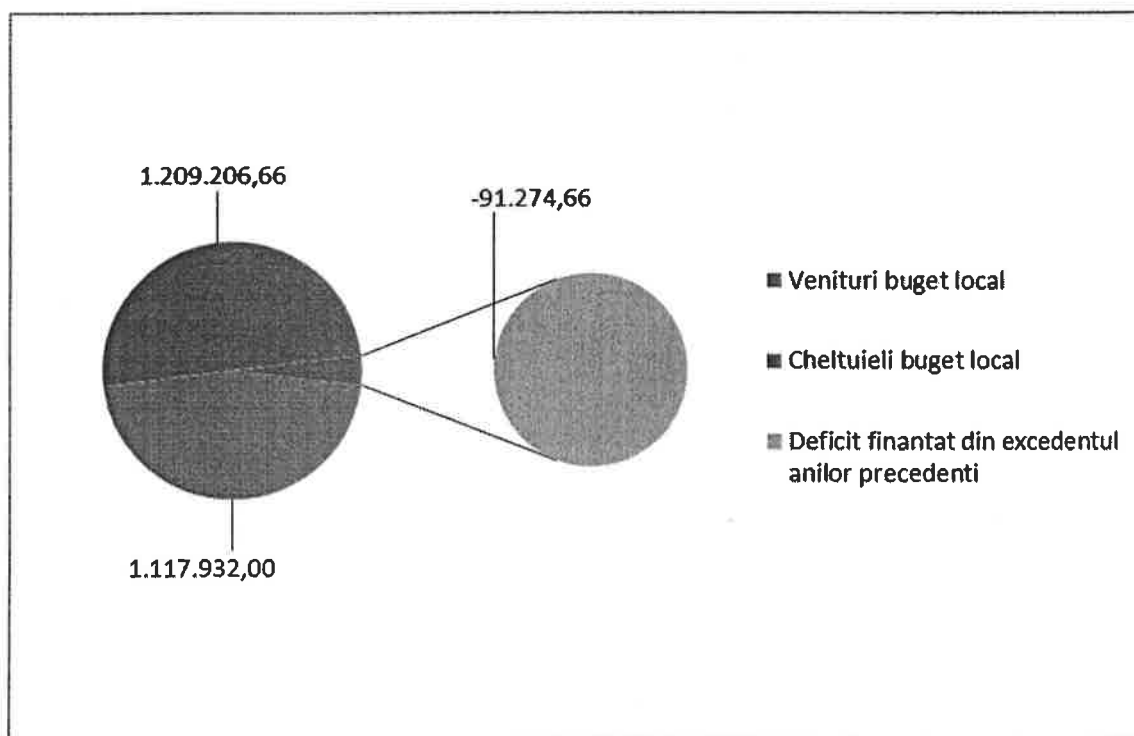 1.209.206,66
-91.274,66
Venituri buget local
Cheltuieli buget local
Deficit finantat din excedentul
anilor precedenti
1.117.932,00